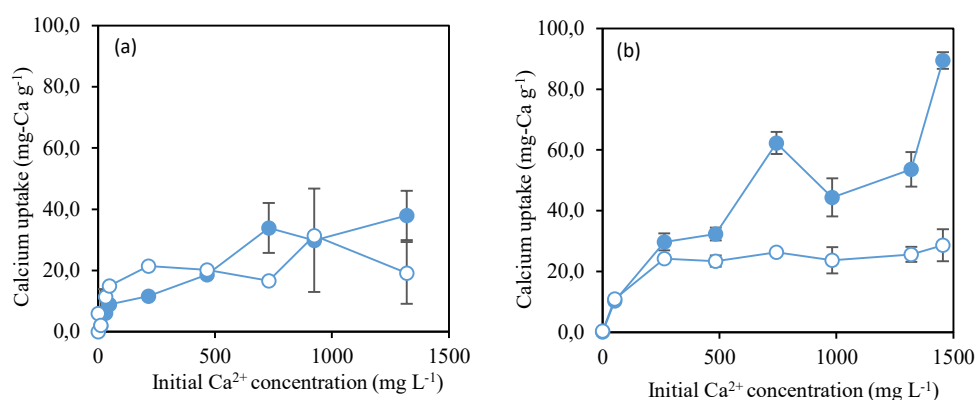 (a)
Calcium uptake (mg-Ca g⁻¹)
100,0
80,0
60,0
40,0
20,0
0,0
0 500 1000 1500
Initial Ca²⁺ concentration (mg L⁻¹)
(b)
Calcium uptake (mg-Ca g⁻¹)
100,0
80,0
60,0
40,0
20,0
0,0
0 500 1000 1500
Initial Ca²⁺ concentration (mg L⁻¹)